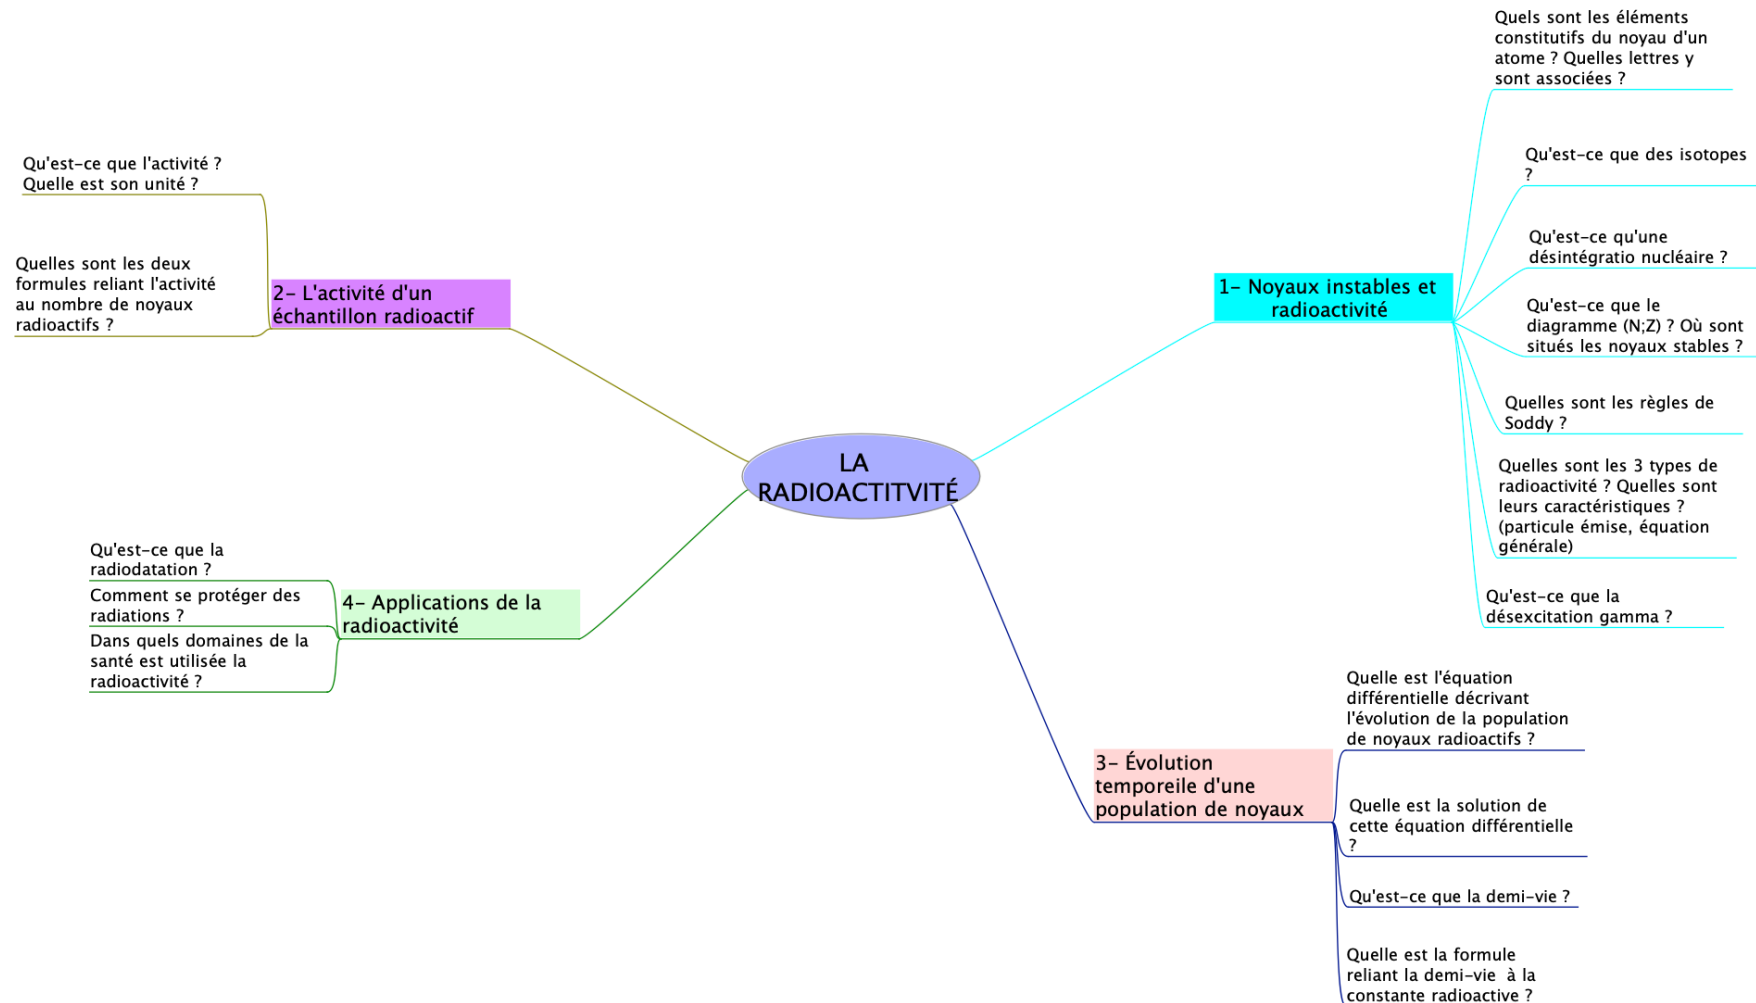 LA
RADIOACTITVITÉ
1- Noyaux instables et
radioactivité
Quels sont les éléments
constitutifs du noyau d'un
atome ? Quelles lettres y
sont associées ?
Qu'est-ce que des isotopes
?
Qu'est-ce qu'une
désintégratio nucléaire ?
Qu'est-ce que le
diagramme (N;Z) ? Où sont
situés les noyaux stables ?
Quelles sont les règles de
Soddy ?
Quelles sont les 3 types de
radioactivité ? Quelles sont
leurs caractéristiques ?
(particule émise, équation
générale)
Qu'est-ce que la
désexcitation gamma ?
2- L'activité d'un
échantillon radioactif
Qu'est-ce que l'activité ?
Quelle est son unité ?
Quelles sont les deux
formules reliant l'activité
au nombre de noyaux
radioactifs ?
3- Évolution
temporeile d'une
population de noyaux
Quelle est l'équation
différentielle décrivant
l'évolution de la population
de noyaux radioactifs ?
Quelle est la solution de
cette équation différentielle
?
Qu'est-ce que la demi-vie ?
Quelle est la formule
reliant la demi-vie à la
constante radioactive ?
4- Applications de la
radioactivité
Qu'est-ce que la
radiodatation ?
Comment se protéger des
radiations ?
Dans quels domaines de la
santé est utilisée la
radioactivité ?